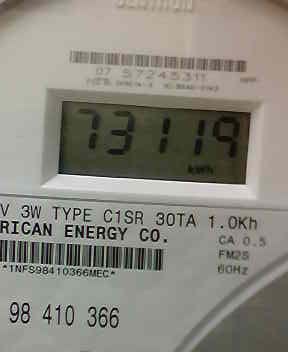 07 57245311
73119
kWh
V 3W TYPE C1SR 30TA 1.0Kh
RICAN ENERGY CO.
CA 0.5
FM2S
60Hz
*1NFS98410366MEC*
98 410 366